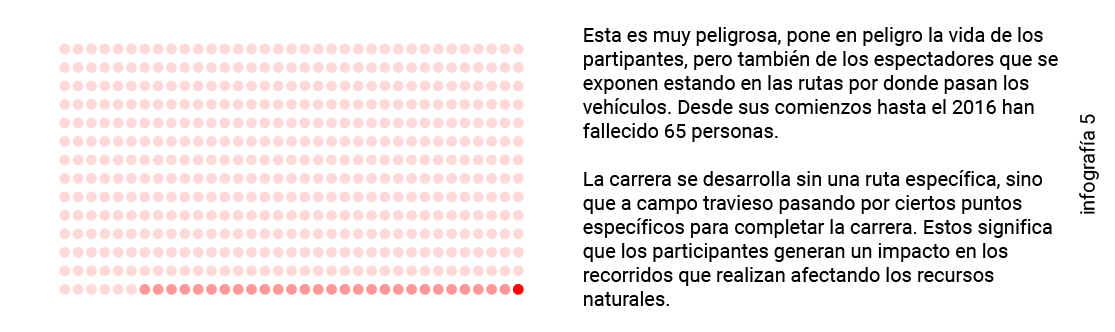 Esta es muy peligrosa, pone en peligro la vida de los
partipantes, pero también de los espectadores que se
exponen estando en las rutas por donde pasan los
vehículos. Desde sus comienzos hasta el 2016 han
fallecido 65 personas.
La carrera se desarrolla sin una ruta específica, sino
que a campo travieso pasando por ciertos puntos
específicos para completar la carrera. Estos significa
que los participantes generan un impacto en los
recorridos que realizan afectando los recursos
naturales.
infografía 5